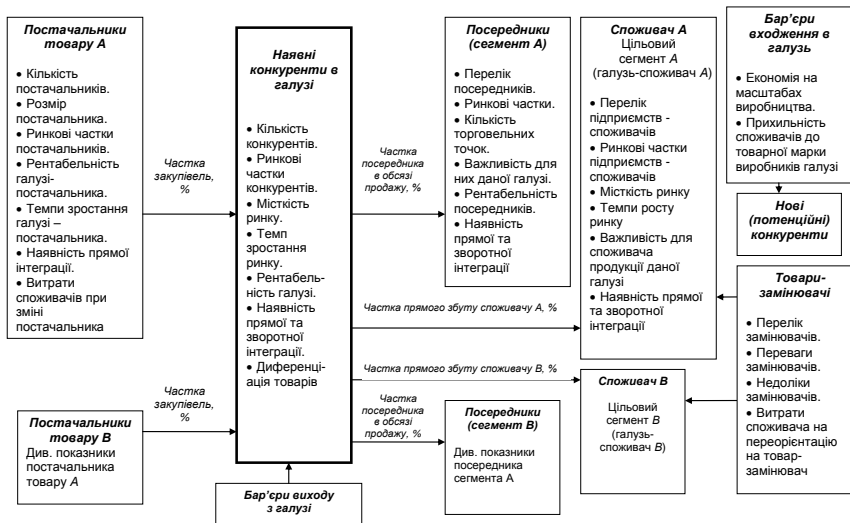 Постачальники
товару А
• Кількість
постачальників.
• Розмір
постачальника.
• Ринкові частки
постачальників.
• Рентабельність
галузі-
постачальника.
• Темпи зростання
галузі –
постачальника.
• Наявність прямої
інтеграції.
• Витрати
споживачів при
зміні
постачальника
Частка
закупівель,
%
Наявні
конкуренти в
галузі
• Кількість
конкурентів.
• Ринкові
частки
конкурентів.
• Місткість
ринку.
• Темп
зростання
ринку.
• Рентабель-
ність галузі.
• Наявність
прямої та
зворотної
інтеграції.
• Диференці-
ація товарів
Частка
посередника
в обсязі
продажу, %
Посередники
(сегмент А)
• Перелік
посередників.
• Ринкові частки.
• Кількість
торговельних
точок.
• Важливість для
них даної галузі.
• Рентабельність
посередників.
• Наявність
прямої та
зворотної
інтеграції
Споживач А
Цільовий
сегмент А
(галузь-споживач А)
• Перелік
підприємств -
споживачів
• Ринкові частки
підприємств -
споживачів
• Місткість ринку
• Темпи росту
ринку
• Важливість для
споживача
продукції даної
галузі
• Наявність прямої
та зворотної
інтеграції
Бар’єри
входження в
галузь
• Економія на
масштабах
виробництва.
• Прихильність
споживачів до
товарної марки
виробників галузі
Нові
(потенційні)
конкуренти
Частка прямого збуту споживачу А, %
Товари-
замінювачі
• Перелік
замінювачів.
• Переваги
замінювачів.
• Недоліки
замінювачів.
• Витрати
споживача на
переорієнтацію
на товар-
замінювач
Частка прямого збуту споживачу В, %
Постачальники
товару В
Див. показники
постачальника
товару А
Частка
закупівель,
%
Частка
посередника
в обсязі
продажу, %
Посередники
(сегмент В)
Див. показники
посередника
сегмента А
Споживач В
Цільовий
сегмент В
(галузь-
споживач В)
Бар’єри виходу
з галузі